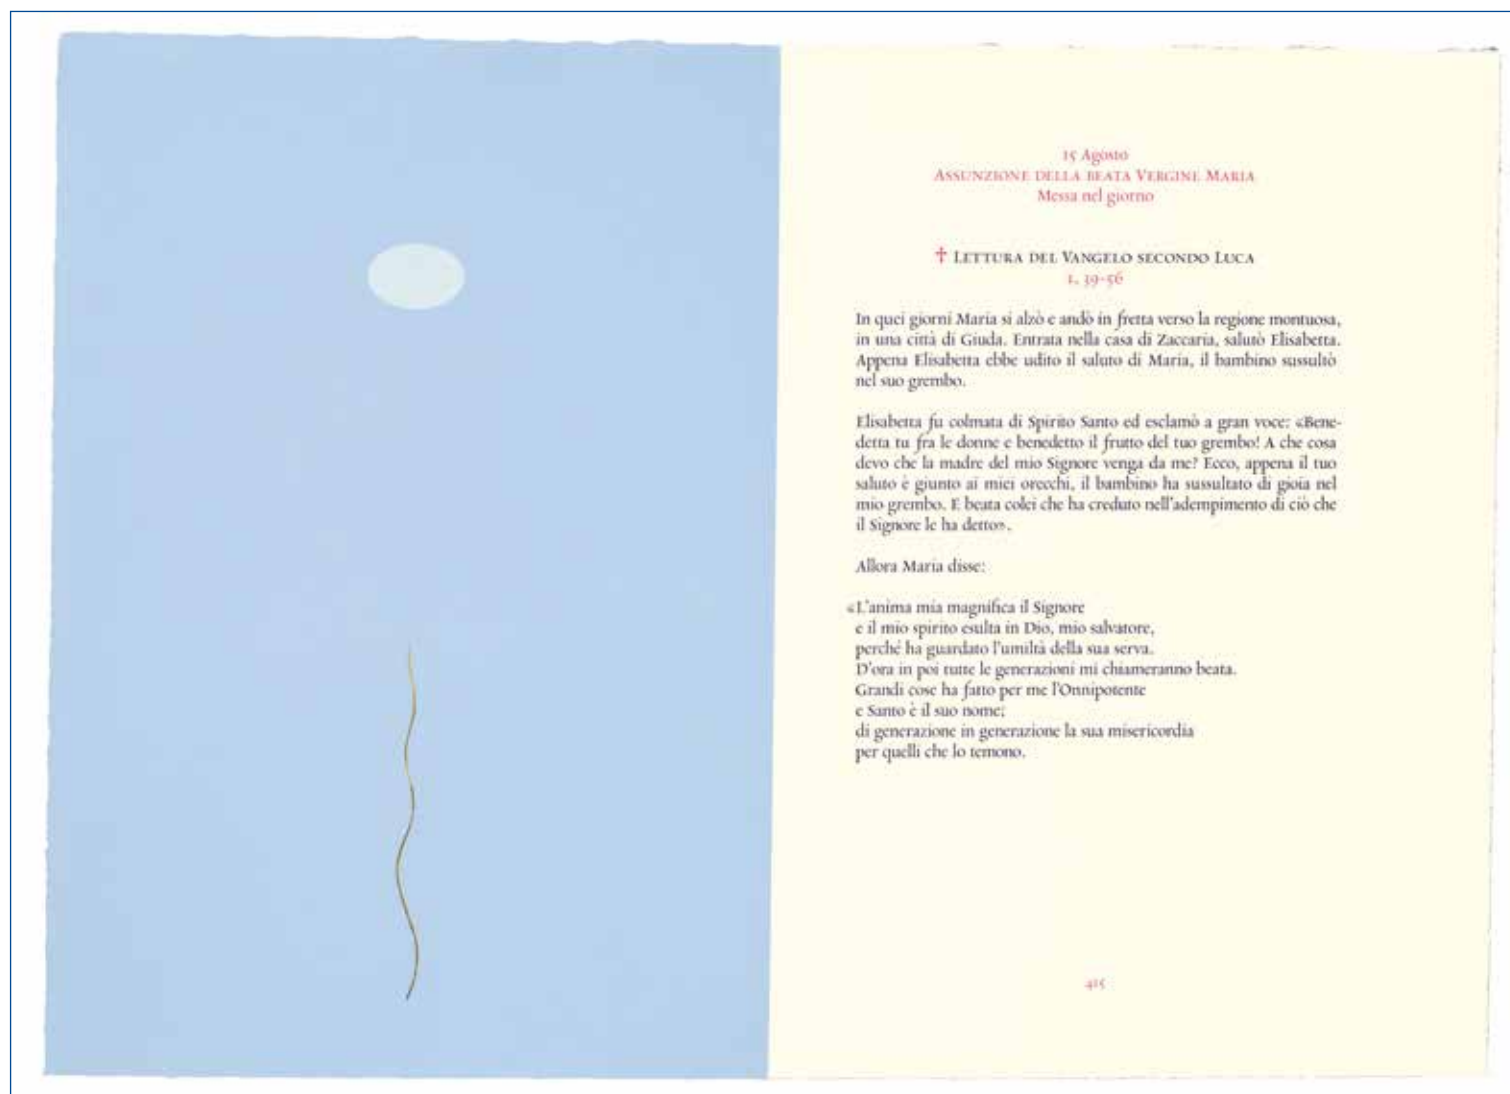 15 Agosto
Assunzione della beata Vergine Maria
Messa nel giorno
† Lettura del Vangelo secondo Luca
1, 39-56
In quei giorni Maria si alzò e andò in fretta verso la regione montuosa,
in una città di Giuda. Entrata nella casa di Zaccaria, salutò Elisabetta.
Appena Elisabetta ebbe udito il saluto di Maria, il bambino sussultò
nel suo grembo.
Elisabetta fu colmata di Spirito Santo ed esclamò a gran voce: «Bene-
detta tu fra le donne e benedetto il frutto del tuo grembo! A che cosa
devo che la madre del mio Signore venga da me? Ecco, appena il tuo
saluto è giunto ai miei orecchi, il bambino ha sussultato di gioia nel
mio grembo. E beata colei che ha creduto nell'adempimento di ciò che
il Signore le ha detto».
Allora Maria disse:
«L'anima mia magnifica il Signore
e il mio spirito esulta in Dio, mio salvatore,
perché ha guardato l'umiltà della sua serva.
D'ora in poi tutte le generazioni mi chiameranno beata.
Grandi cose ha fatto per me l'Onnipotente
e Santo è il suo nome;
di generazione in generazione la sua misericordia
per quelli che lo temono.
425